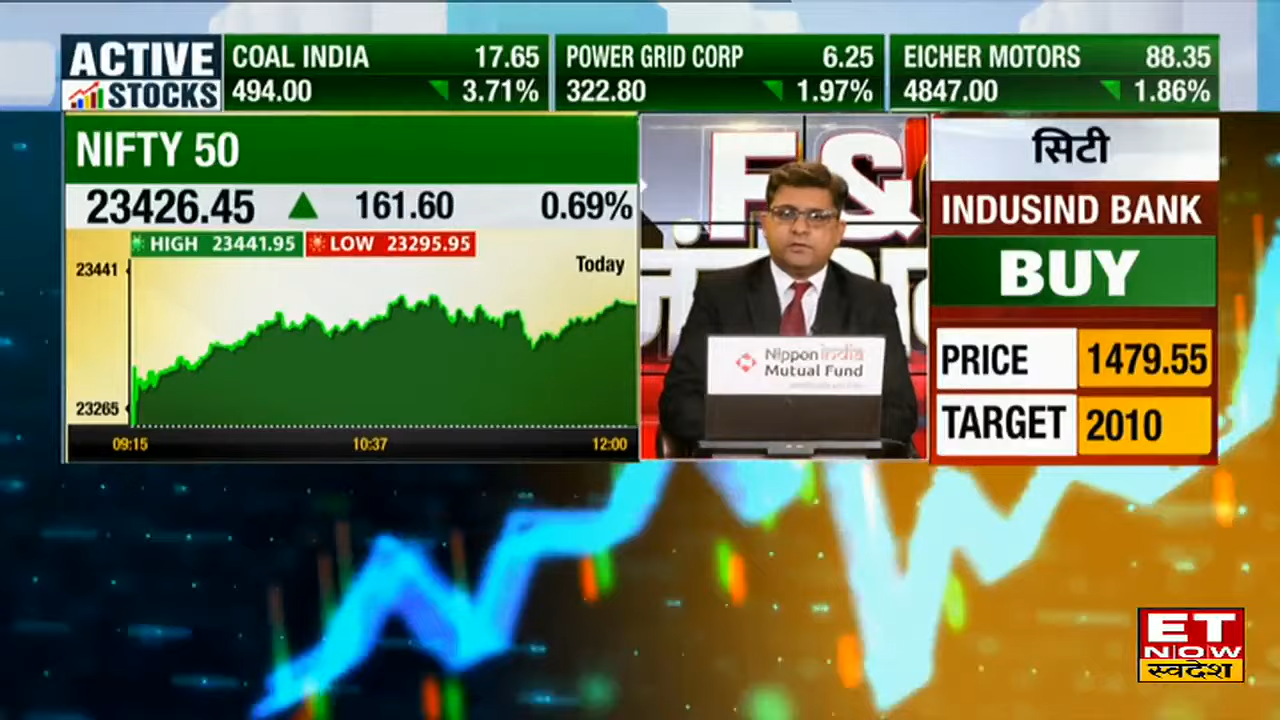 ACTIVE
STOCKS
COAL INDIA 17.65
494.00 3.71%
POWER GRID CORP 6.25
322.80 1.97%
EICHER MOTORS 88.35
4847.00 1.86%
NIFTY 50
23426.45 161.60 0.69%
HIGH 23441.95 LOW 23295.95
Today
23441
23265
09:15 10:37 12:00
F&
Nippon india
Mutual Fund
सिटी
INDUSIND BANK
BUY
PRICE 1479.55
TARGET 2010
ET
NOW
स्वदेश